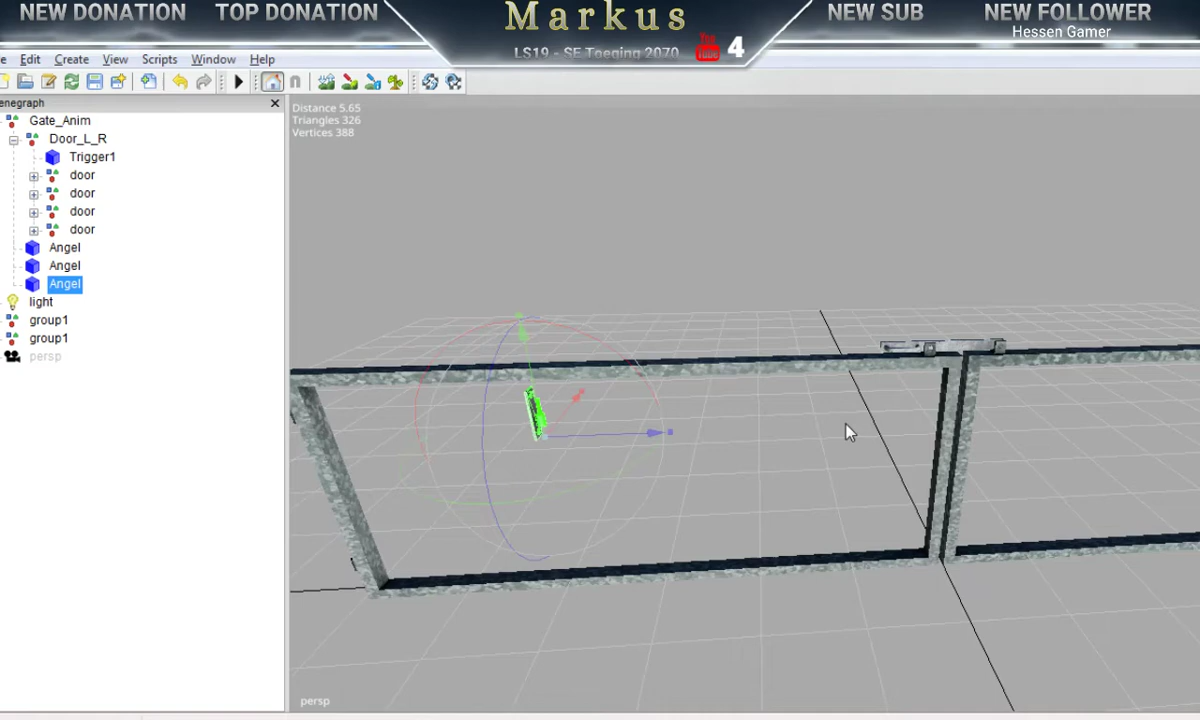 NEW DONATION
TOP DONATION
Markus
LS19 - SE Toeging 2070
You Tube 4
NEW SUB
NEW FOLLOWER
Hessen Gamer
Edit Create View Scripts Window Help
enegraph
Gate_Anim
Door_L_R
Trigger1
door
door
door
door
Angel
Angel
Angel
light
group1
group1
persp
Distance 5.65
Triangles 326
Vertices 388
persp